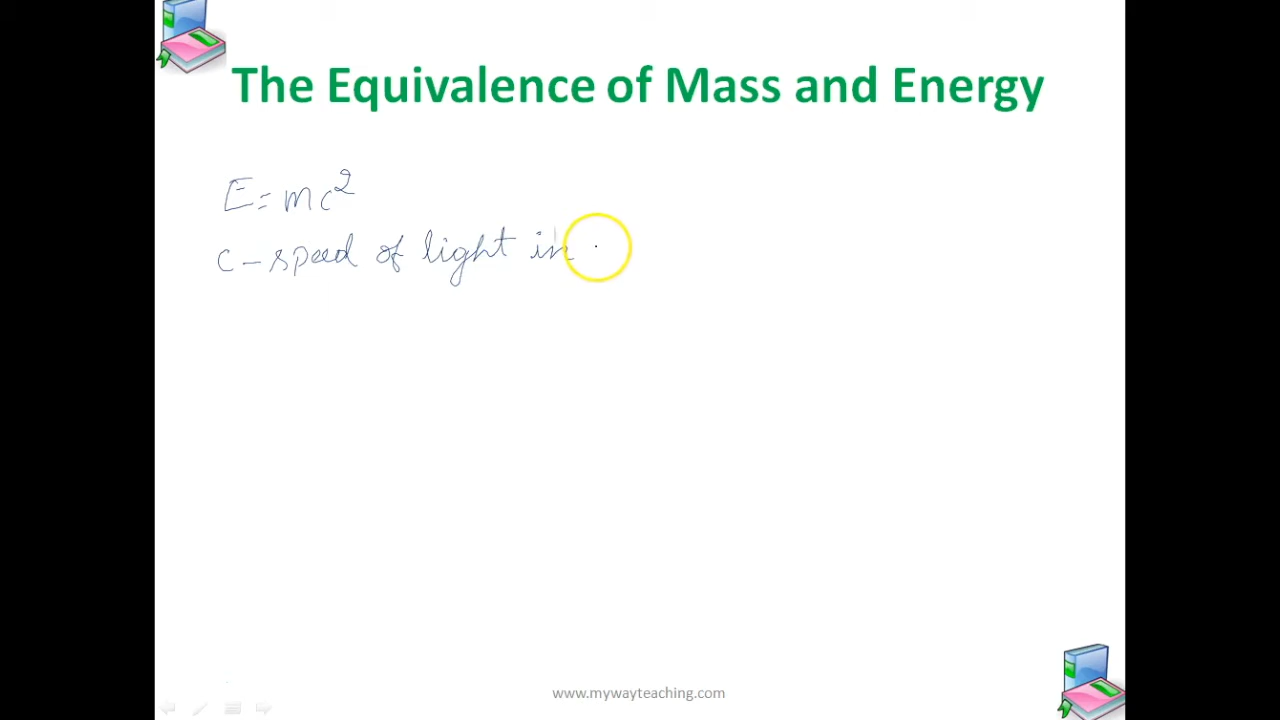 The Equivalence of Mass and Energy
E=mc²
c-speed of light in
www.mywayteaching.com